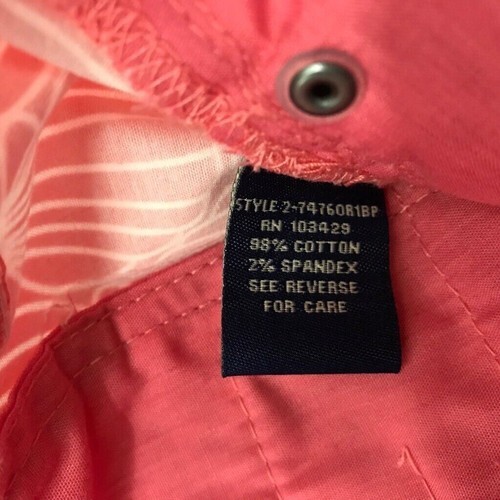 STYLE 2-74760R1BP
RN 103429
98% COTTON
2% SPANDEX
SEE REVERSE
FOR CARE